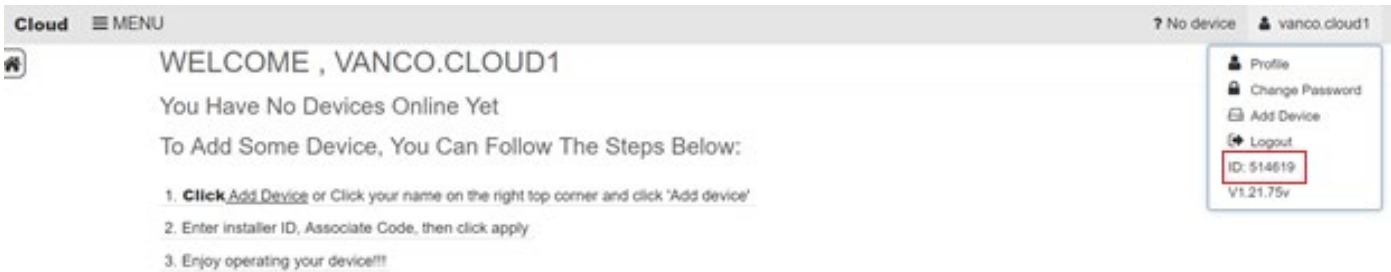 Cloud MENU ? No device vanco.cloud1
WELCOME , VANCO.CLOUD1
You Have No Devices Online Yet
To Add Some Device, You Can Follow The Steps Below:
1. Click Add Device or Click your name on the right top corner and click 'Add device'
2. Enter installer ID, Associate Code, then click apply
3. Enjoy operating your device!!!
Profile
Change Password
Add Device
Logout
ID: 514619
V1.21.75v